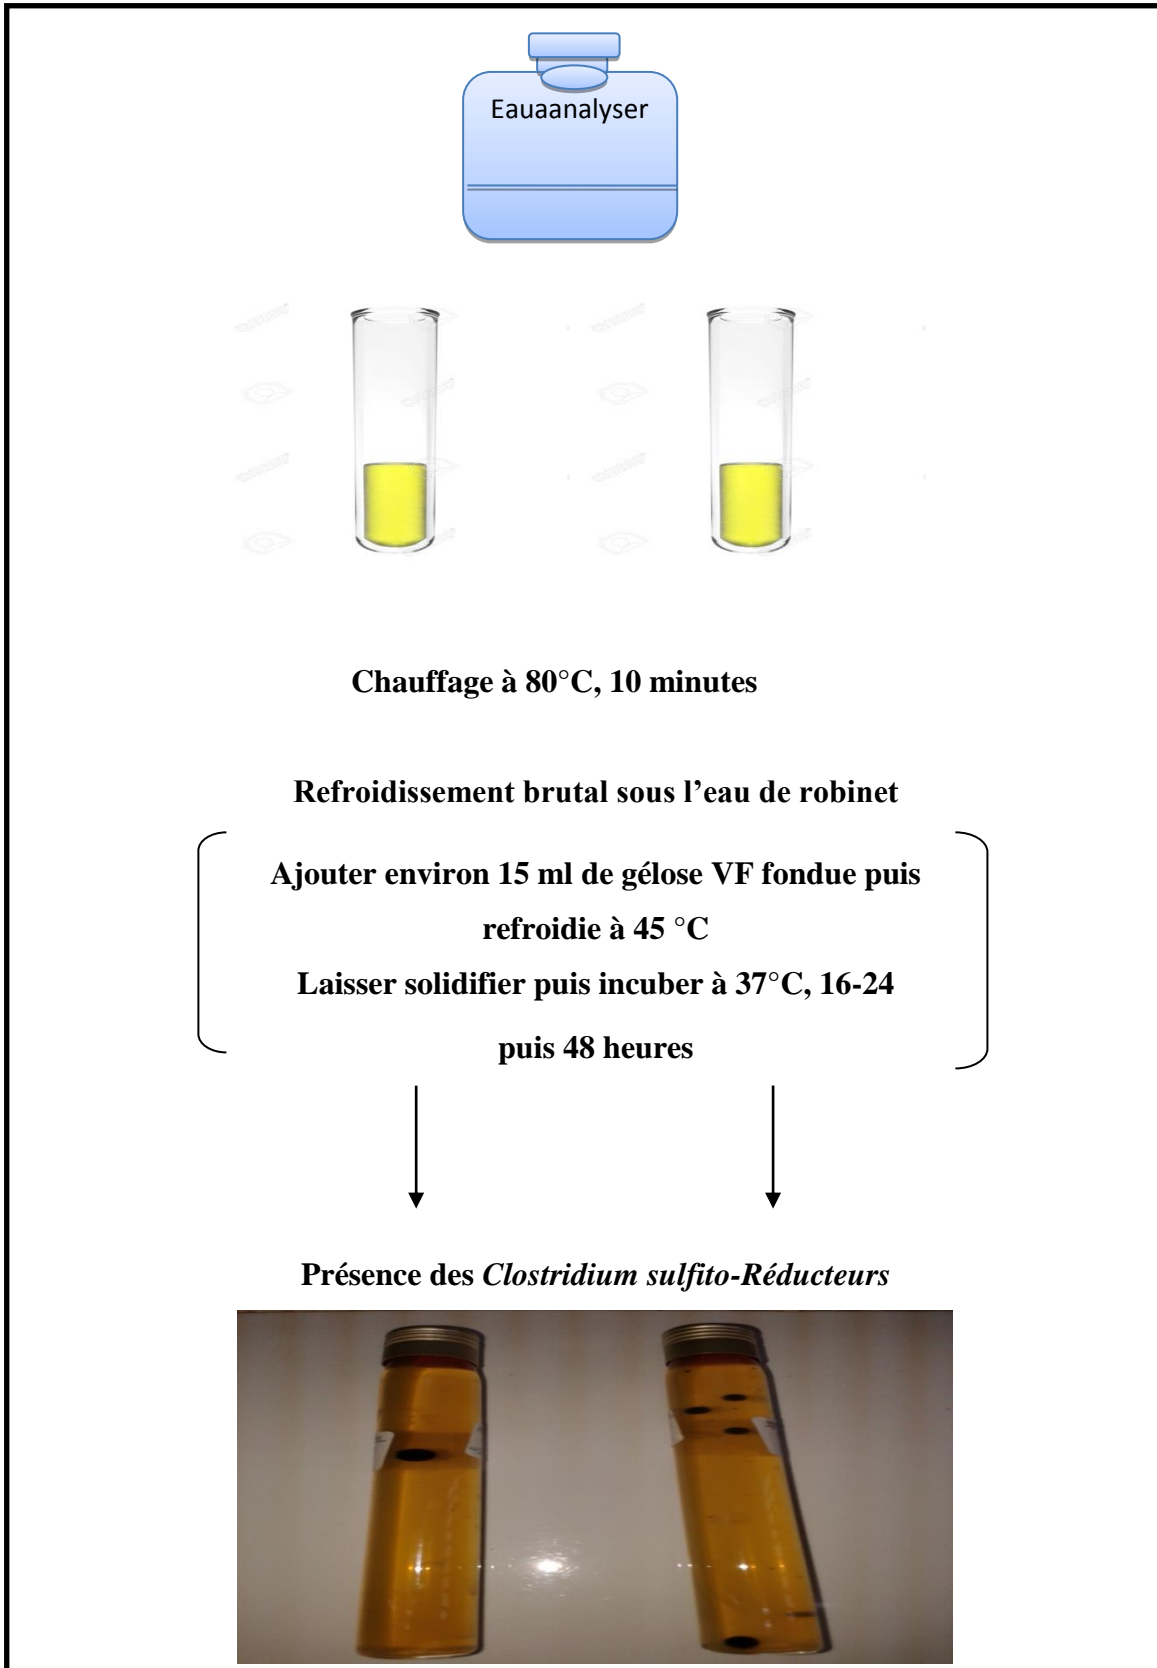 Eauaanalyser
Chauffage à 80°C, 10 minutes
Refroidissement brutal sous l’eau de robinet
Ajouter environ 15 ml de gélose VF fondue puis
refroidie à 45 °C
Laisser solidifier puis incuber à 37°C, 16-24
puis 48 heures
Présence des Clostridium sulfito-Réducteurs